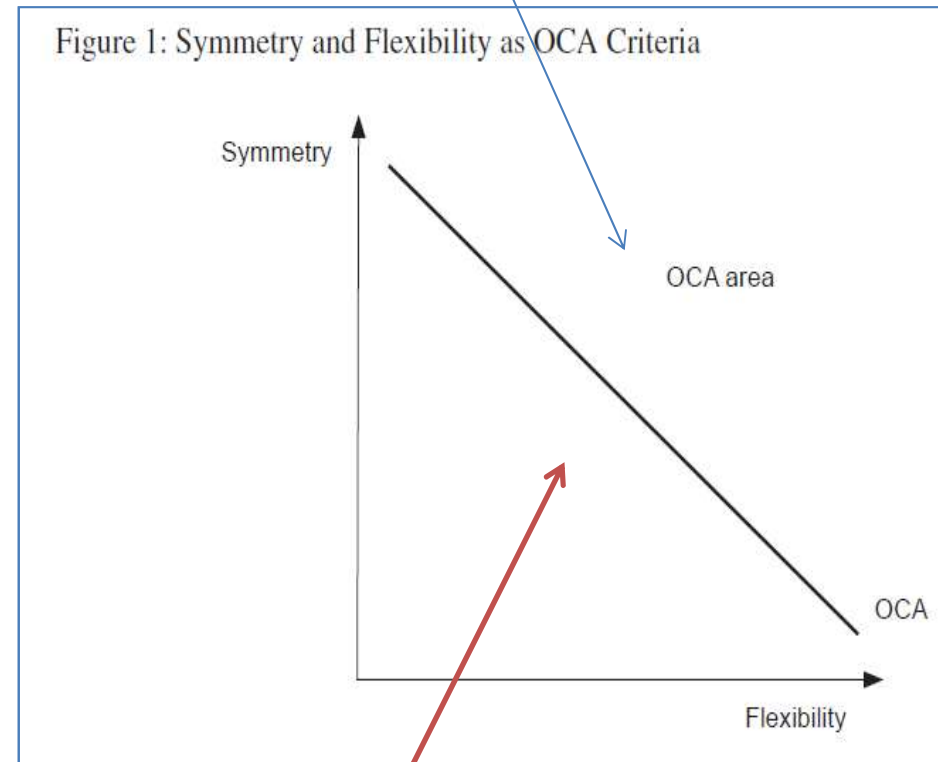 Figure 1: Symmetry and Flexibility as OCA Criteria
Symmetry
OCA area
OCA
Flexibility